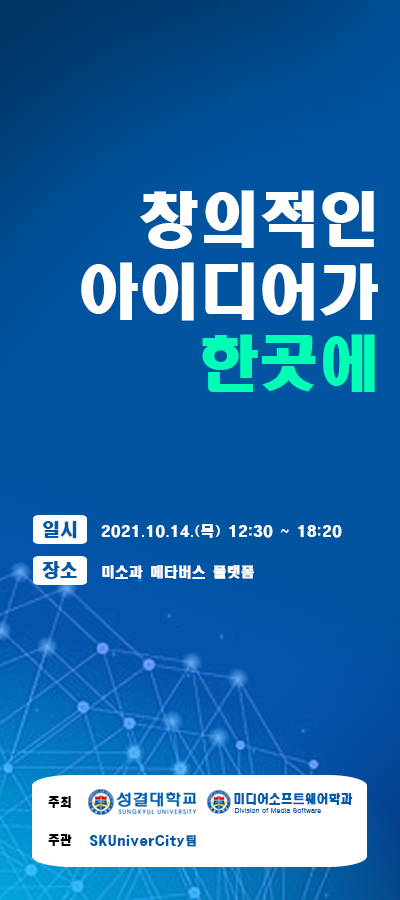 창의적인
아이디어가
한곳에
일시 2021.10.14.(목) 12:30 ~ 18:20
장소 미소과 메타버스 플랫폼
주최 성결대학교 미디어소프트웨어학과
SUNGKYUL UNIVERSITY Division of Media Software
주관 SKUniverCity팀